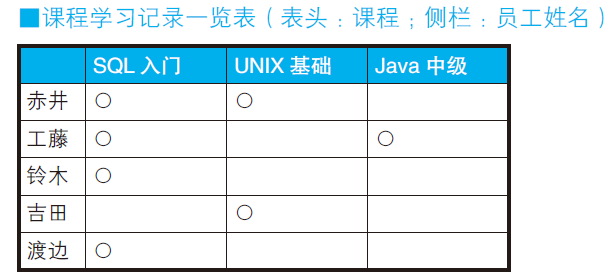 ■课程学习记录一览表（表头：课程；侧栏：员工姓名）
SQL 入门 UNIX 基础 Java 中级
赤井 ○ ○
工藤 ○ ○
铃木 ○
吉田 ○
渡边 ○